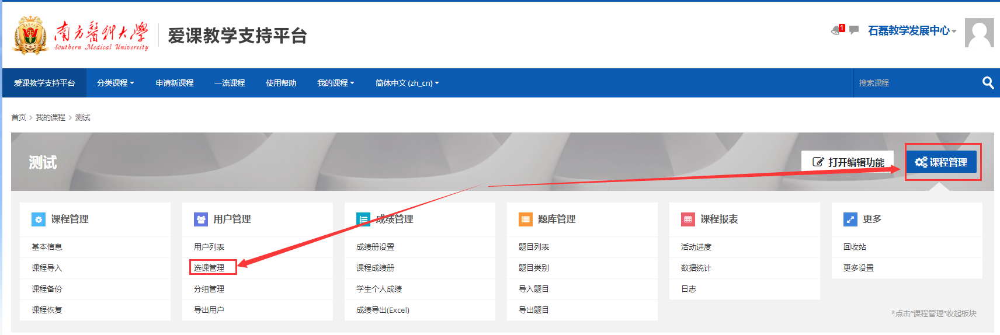 南方醫科大學
Southern Medical University
爱课教学支持平台
1
石磊教学发展中心
爱课教学支持平台 分类课程 申请新课程 一流课程 使用帮助 我的课程 简体中文 (zh_cn) 搜索课程
首页 > 我的课程 > 测试
测试
打开编辑功能
课程管理
课程管理
基本信息
课程导入
课程备份
课程恢复
用户管理
用户列表
选课管理
分组管理
导出用户
成绩管理
成绩册设置
课程成绩册
学生个人成绩
成绩导出(Excel)
题库管理
题目列表
题目类别
导入题目
导出题目
课程报表
活动进度
数据统计
日志
更多
回收站
更多设置
*点击“课程管理”收起板块